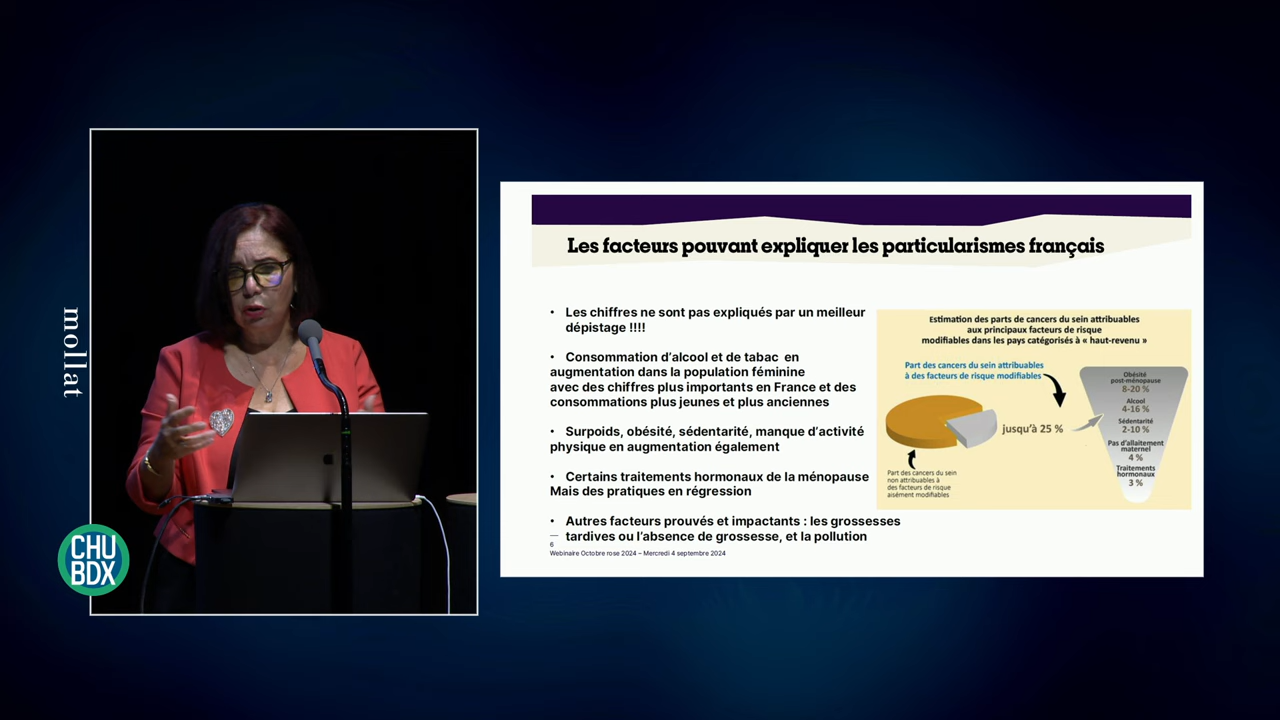 mollat
CHU
BDX
Les facteurs pouvant expliquer les particularismes français
• Les chiffres ne sont pas expliqués par un meilleur
dépistage !!!!
• Consommation d'alcool et de tabac en
augmentation dans la population féminine
avec des chiffres plus importants en France et des
consommations plus jeunes et plus anciennes
• Surpoids, obésité, sédentarité, manque d'activité
physique en augmentation également
• Certains traitements hormonaux de la ménopause
Mais des pratiques en régression
• Autres facteurs prouvés et impactants : les grossesses
tardives ou l'absence de grossesse, et la pollution
6
Webinaire Octobre rose 2024 – Mercredi 4 septembre 2024
Estimation des parts de cancers du sein attribuables
aux principaux facteurs de risque
modifiables dans les pays catégorisés à « haut-revenu »
Part des cancers du sein attribuables
à des facteurs de risque modifiables
jusqu'à 25 %
Part des cancers du sein
non attribuables à
des facteurs de risque
aisément modifiables
Obésité
post-ménopause
8-20 %
Alcool
4-16 %
Sédentarité
2-10 %
Pas d'allaitement
maternel
4 %
Traitements
hormonaux
3 %